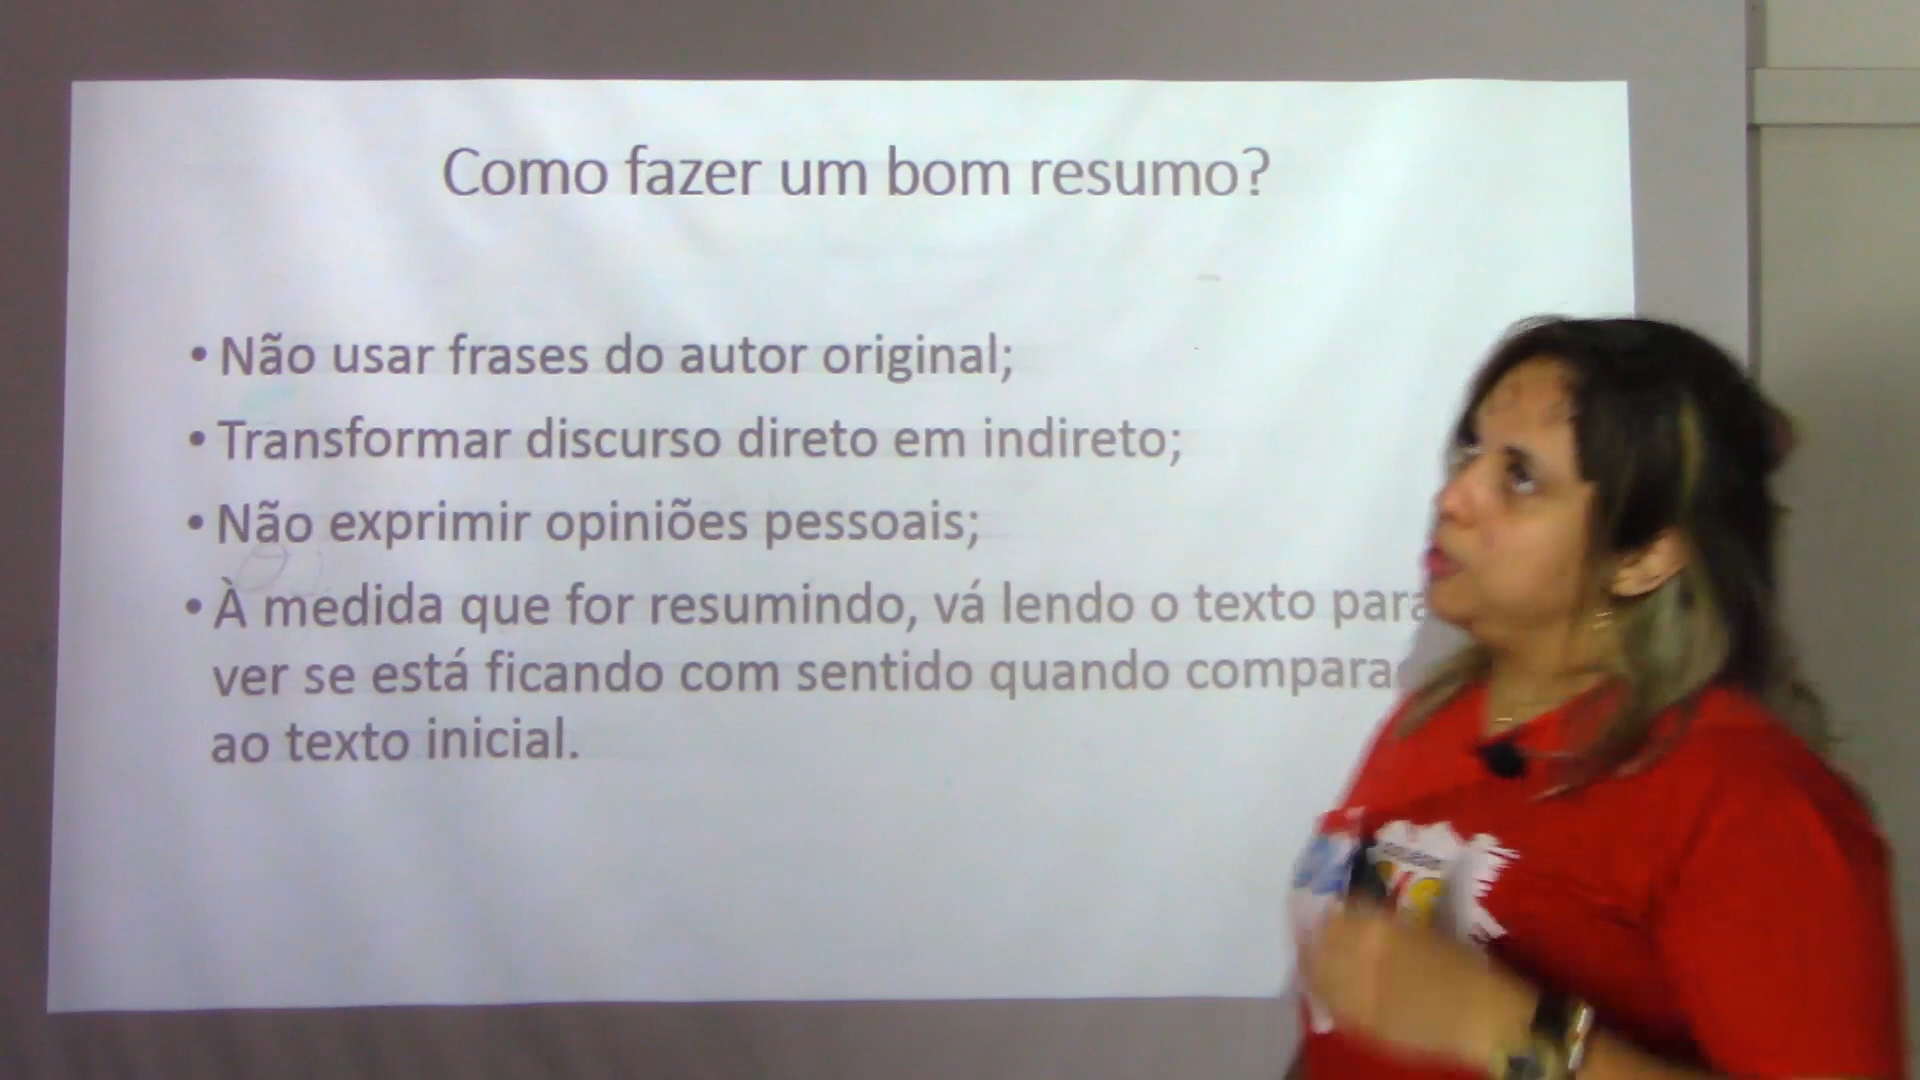 Como fazer um bom resumo?
• Não usar frases do autor original;
• Transformar discurso direto em indireto;
• Não exprimir opiniões pessoais;
• À medida que for resumindo, vá lendo o texto para
ver se está ficando com sentido quando
ao texto inicial.